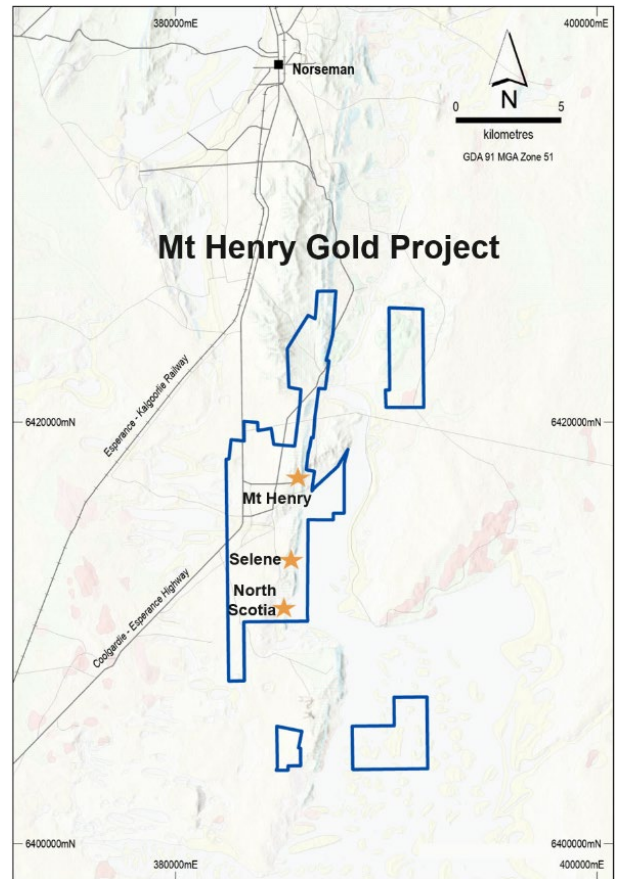 380000mE
400000mE
Norseman
N
0
5
kilometres
GDA 91 MGA Zone 51
Mt Henry Gold Project
Esperance - Kalgoorlie Railway
6420000mN
6420000mN
Mt Henry
Selene
North
Scotia
Coolgardie - Esperance Highway
6400000mN
6400000mN
380000mE
400000mE